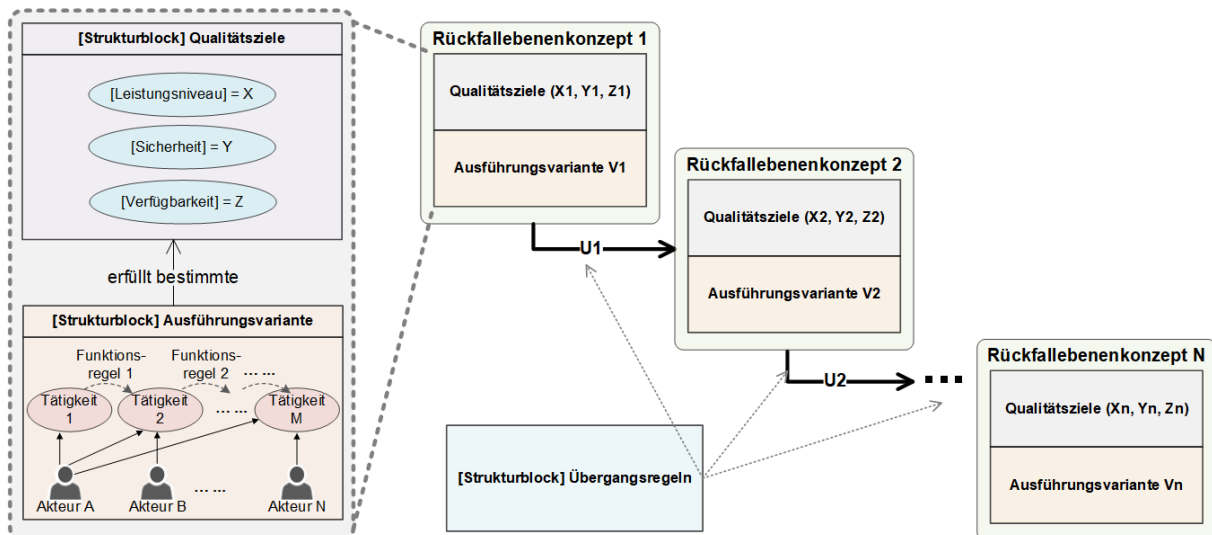 [Strukturblock] Qualitätsziele
[Leistungsniveau] = X
[Sicherheit] = Y
[Verfügbarkeit] = Z
erfüllt bestimmte
[Strukturblock] Ausführungsvariante
Funktions-
regel 1
Funktions-
regel 2
... ...
Tätigkeit
1
Tätigkeit
2
... ...
Tätigkeit
M
Akteur A
Akteur B
... ...
Akteur N
Rückfallebenenkonzept 1
Qualitätsziele (X1, Y1, Z1)
Ausführungsvariante V1
U1
Rückfallebenenkonzept 2
Qualitätsziele (X2, Y2, Z2)
Ausführungsvariante V2
U2
...
[Strukturblock] Übergangsregeln
Rückfallebenenkonzept N
Qualitätsziele (Xn, Yn, Zn)
Ausführungsvariante Vn